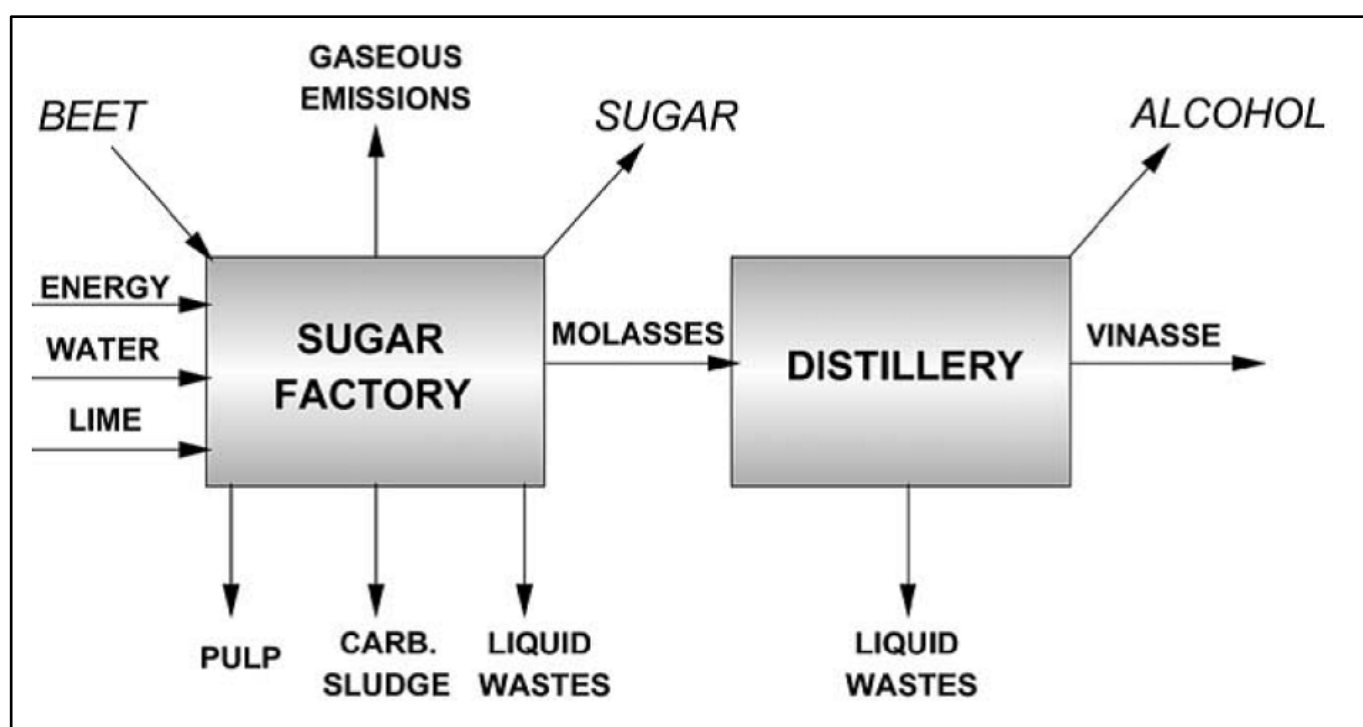 GASEOUS
EMISSIONS
BEET
SUGAR
ALCOHOL
ENERGY
WATER
LIME
SUGAR
FACTORY
MOLASSES
DISTILLERY
VINASSE
PULP
CARB.
SLUDGE
LIQUID
WASTES
LIQUID
WASTES